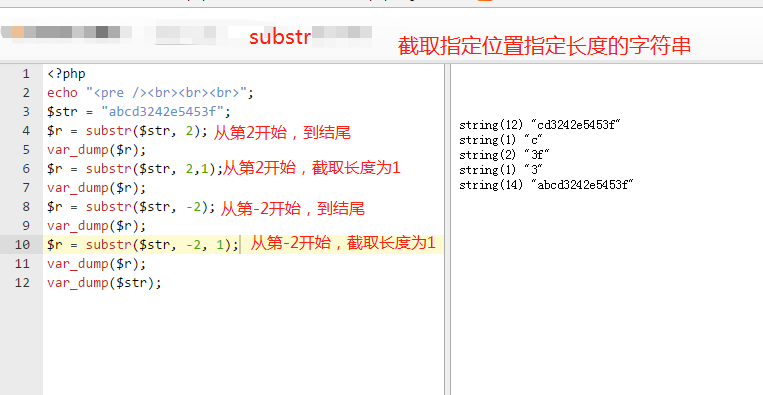 substr
截取指定位置指定长度的字符串
1 <?php
2 echo "<pre /><br><br><br>";
3 $str = "abcd3242e5453f";
4 $r = substr($str, 2); 从第2开始，到结尾
5 var_dump($r);
6 $r = substr($str, 2,1);从第2开始，截取长度为1
7 var_dump($r);
8 $r = substr($str, -2); 从第-2开始，到结尾
9 var_dump($r);
10 $r = substr($str, -2, 1); 从第-2开始，截取长度为1
11 var_dump($r);
12 var_dump($str);
string(12) "cd3242e5453f"
string(1) "c"
string(2) "3f"
string(1) "3"
string(14) "abcd3242e5453f"